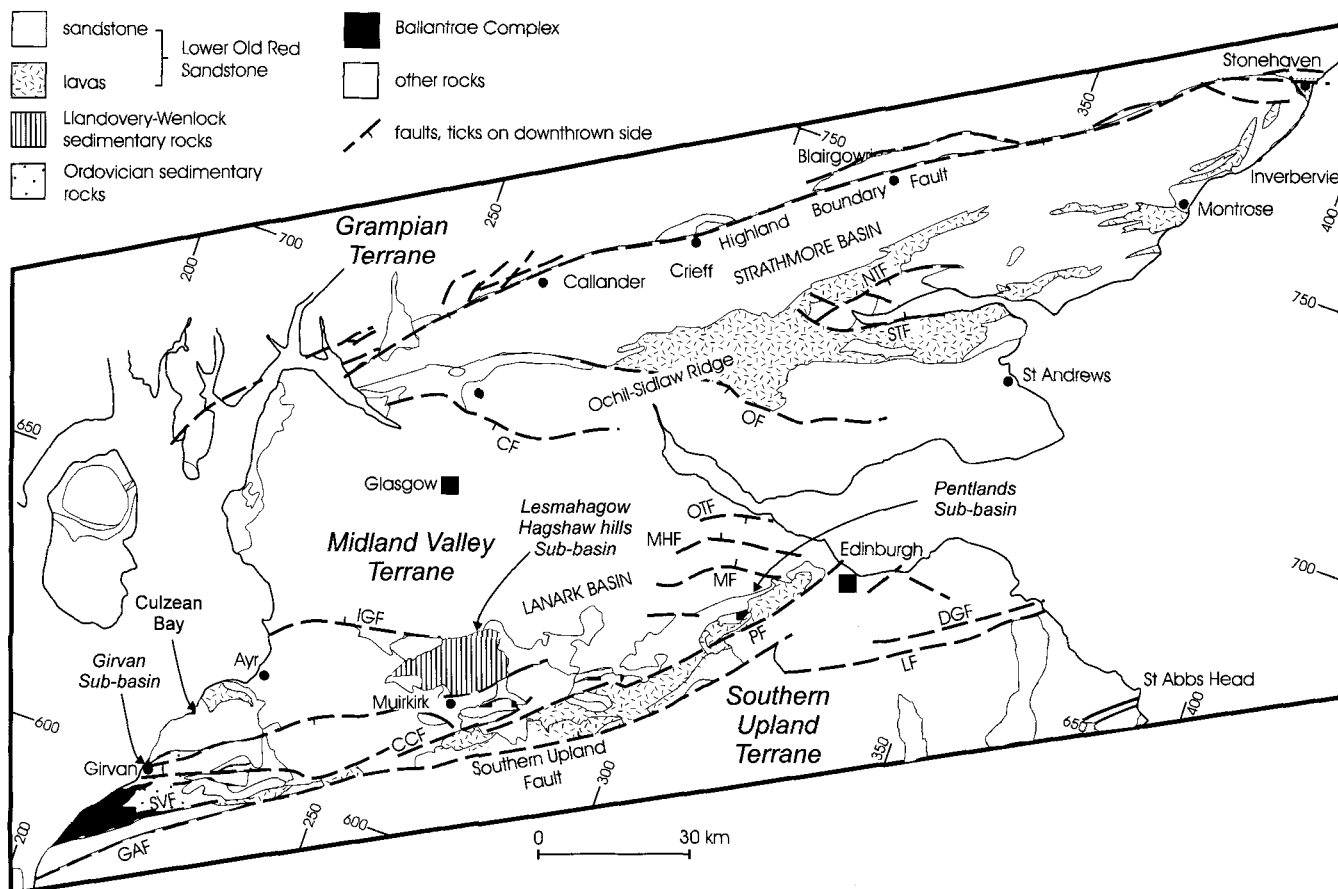 sandstone
Lower Old Red
Sandstone
lavas
Llandovery-Wenlock
sedimentary rocks
Ordovician sedimentary
rocks
Ballantrae Complex
other rocks
faults, ticks on downthrown side
Stonehaven
350
750
Blairgowrie
Inverbervie
400
Montrose
250
700
200
Grampian
Terrane
Highland Boundary Fault
Crieff
STRATHMORE BASIN
Callander
NTF
STF
750
St Andrews
Ochil-Sidlaw Ridge
OF
CF
650
Glasgow
Lesmahagow
Hagshaw hills
Sub-basin
Pentlands
Sub-basin
OTF
MHF
MF
Edinburgh
700
Midland Valley
Terrane
LANARK BASIN
Culzean
Bay
IGF
PF
DGF
LF
Ayr
Girvan
Sub-basin
Muirkirk
St Abbs Head
Southern
Upland
Terrane
400
650
350
600
CCF
Southern Upland
Fault
Girvan
SVF
GAF
200
250
600
300
0 30 km